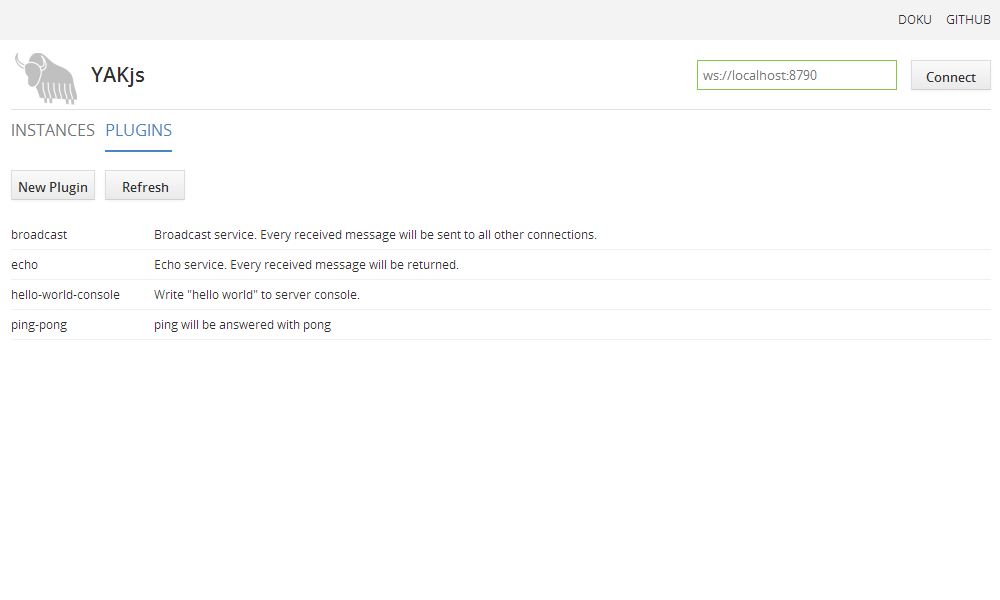 DOKU GITHUB
YAKjs
ws://localhost:8790 Connect
INSTANCES PLUGINS
New Plugin Refresh
broadcast Broadcast service. Every received message will be sent to all other connections.
echo Echo service. Every received message will be returned.
hello-world-console Write "hello world" to server console.
ping-pong ping will be answered with pong